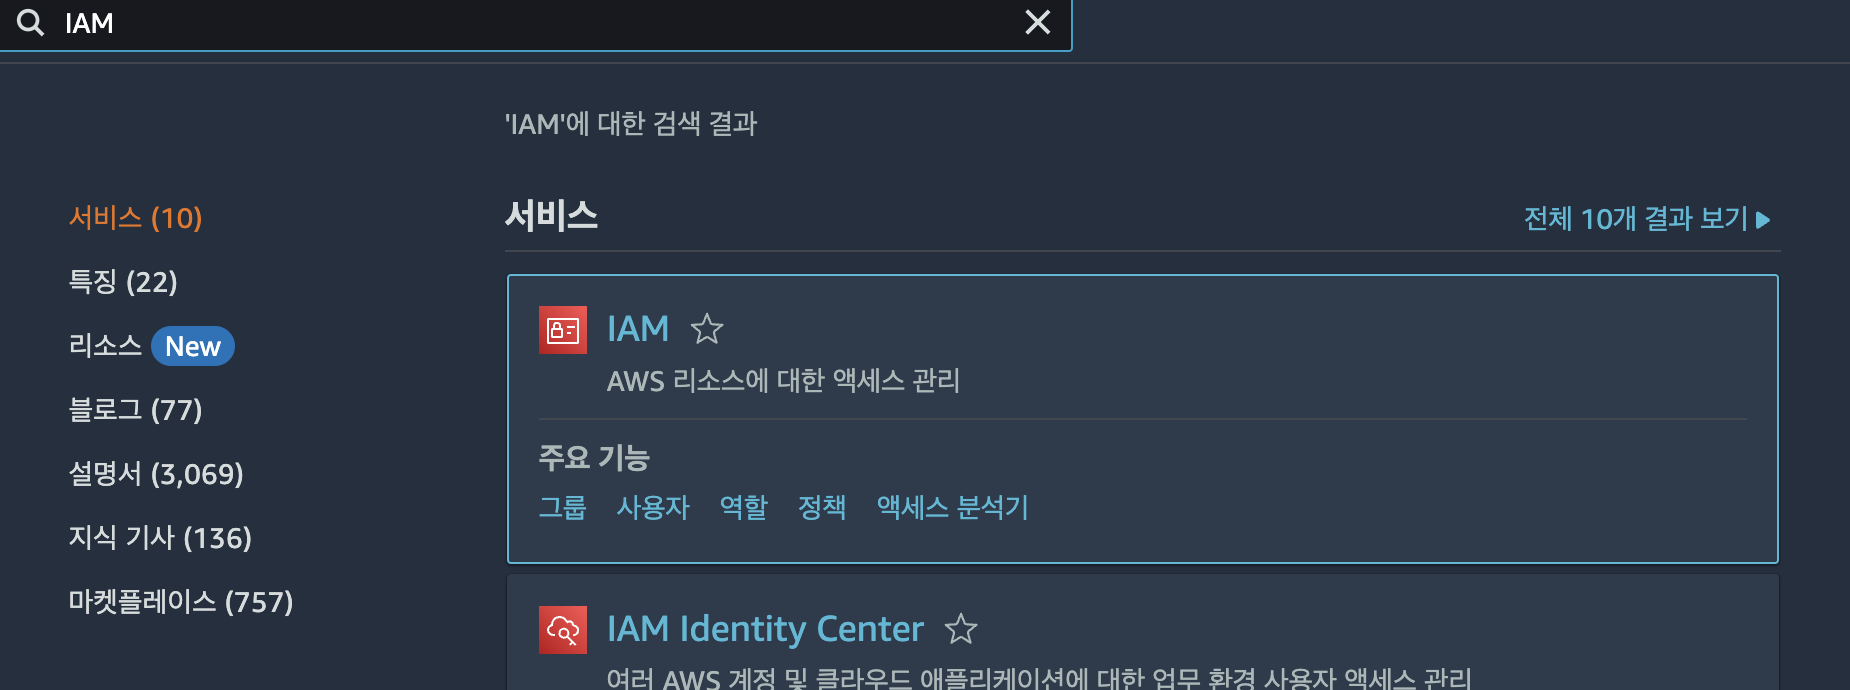 IAM
'IAM'에 대한 검색 결과
서비스 (10)
특징 (22)
리소스 New
블로그 (77)
설명서 (3,069)
지식 기사 (136)
마켓플레이스 (757)
서비스
전체 10개 결과 보기
IAM
AWS 리소스에 대한 액세스 관리
주요 기능
그룹 사용자 역할 정책 액세스 분석기
IAM Identity Center
여러 AWS 계정 및 클라우드 애플리케이션에 대한 업무 환경 사용자 액세스 관리